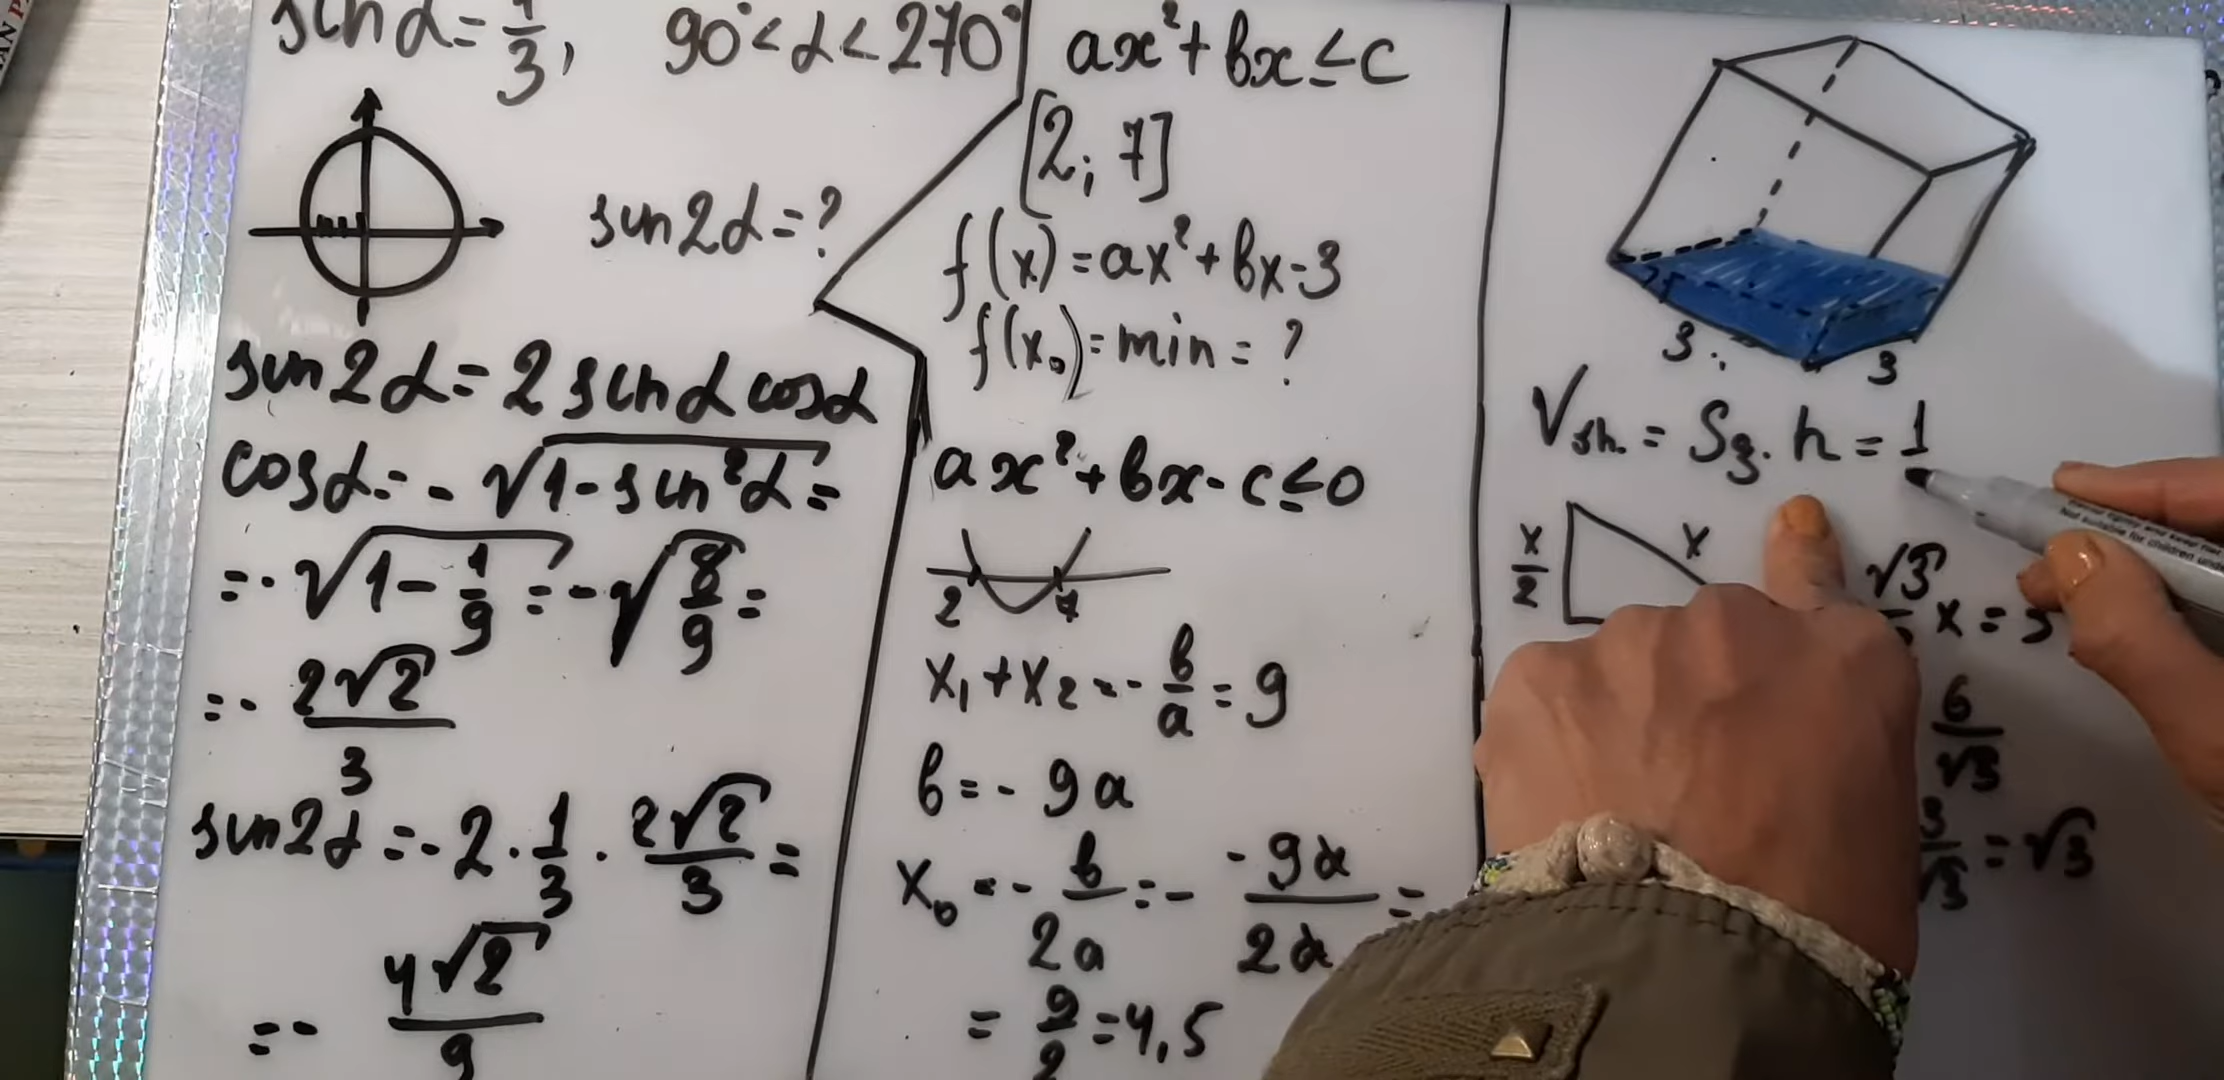 sin α = 1/3, 90° < α < 270°
sin 2α = ?
sin 2α = 2 sin α cos α
cos α = - √(1 - sin² α) =
= - √(1 - 1/9) = - √(8/9) =
= - 2√2/3
sin 2α = - 2 · 1/3 · 2√2/3 =
= - 4√2/9
ax² + bx ≤ c
[2; 7]
f(x) = ax² + bx - 3
f(x₀) = min = ?
ax² + bx - c ≤ 0
2 7
x₁ + x₂ = - b/a = 9
b = - 9a
x₀ = - b/2a = - -9a/2a =
= 9/2 = 4,5
3 3
Vsh. = S₃ · h = 1
x/2 x
√3
x = 3
6/√3
3/√3 = √3